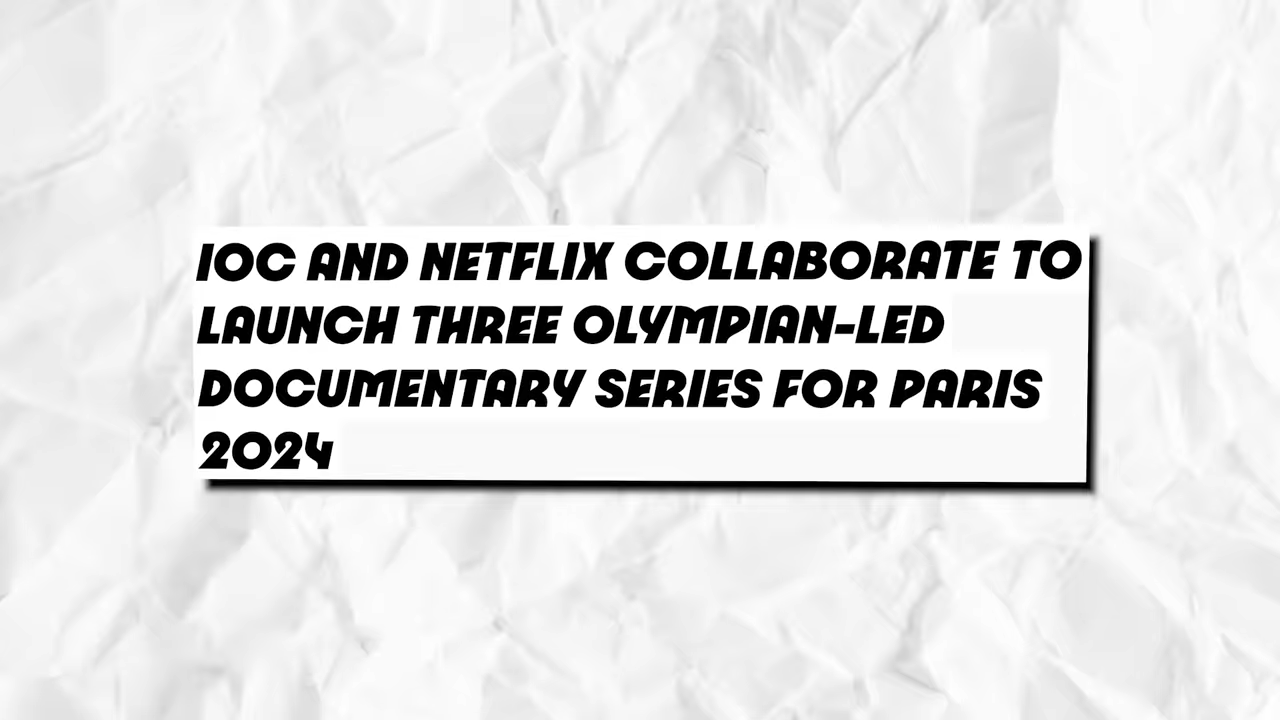 IOC AND NETFLIX COLLABORATE TO
LAUNCH THREE OLYMPIAN-LED
DOCUMENTARY SERIES FOR PARIS
2024